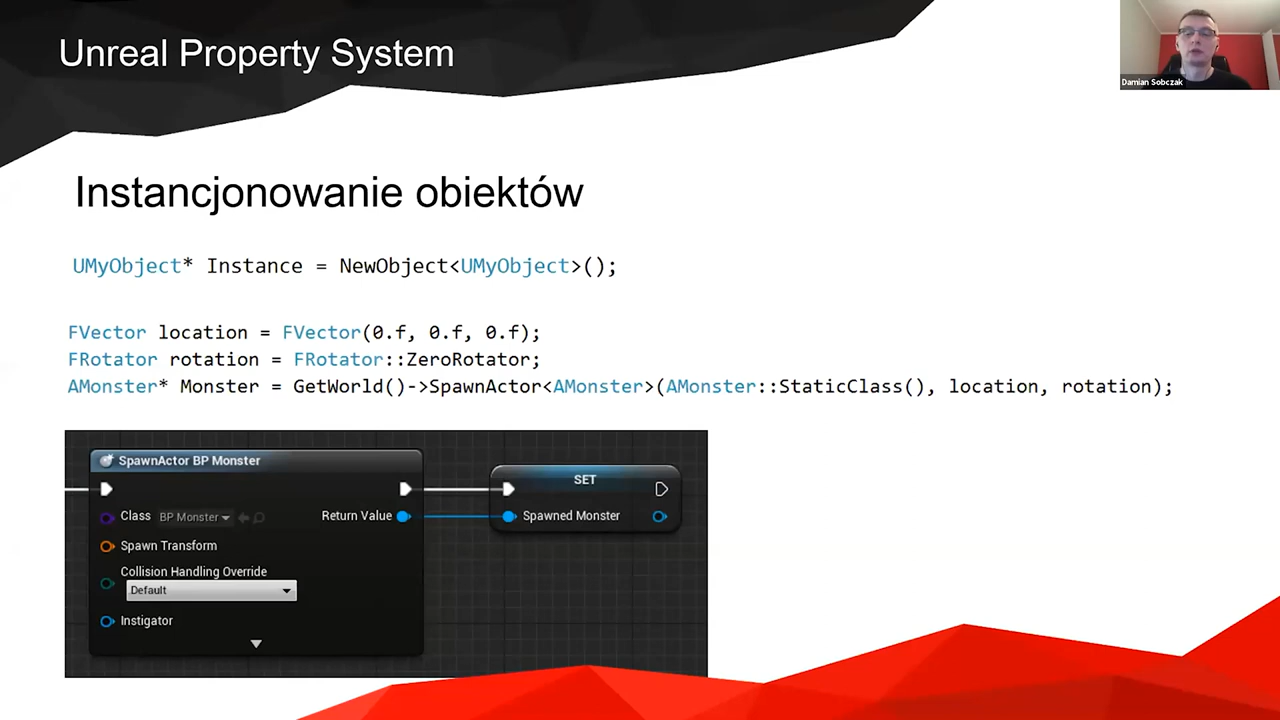 Unreal Property System
Damian Sobczak
Instancjonowanie obiektów
UMyObject* Instance = NewObject<UMyObject>();
FVector location = FVector(0.f, 0.f, 0.f);
FRotator rotation = FRotator::ZeroRotator;
AMonster* Monster = GetWorld()->SpawnActor<AMonster>(AMonster::StaticClass(), location, rotation);
SpawnActor BP Monster
SET
Class BP Monster
Return Value
Spawned Monster
Spawn Transform
Collision Handling Override
Default
Instigator